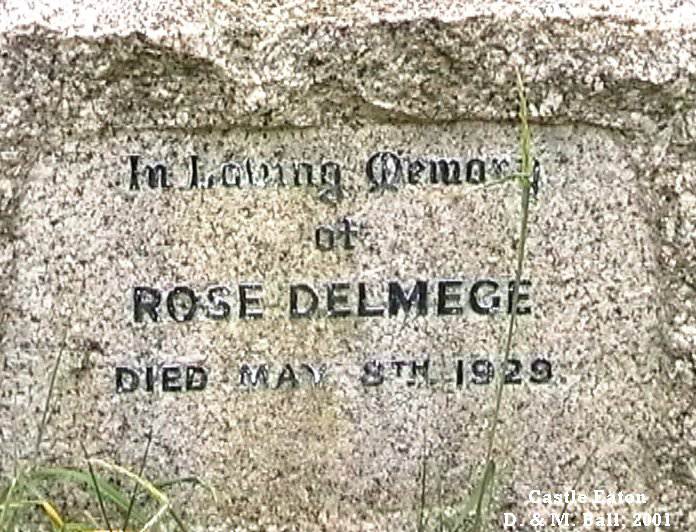 In Loving Memory
of
ROSE DELMEGE
DIED MAY 8TH 1929.
Castle Eaton
D. & M. Ball; 2001